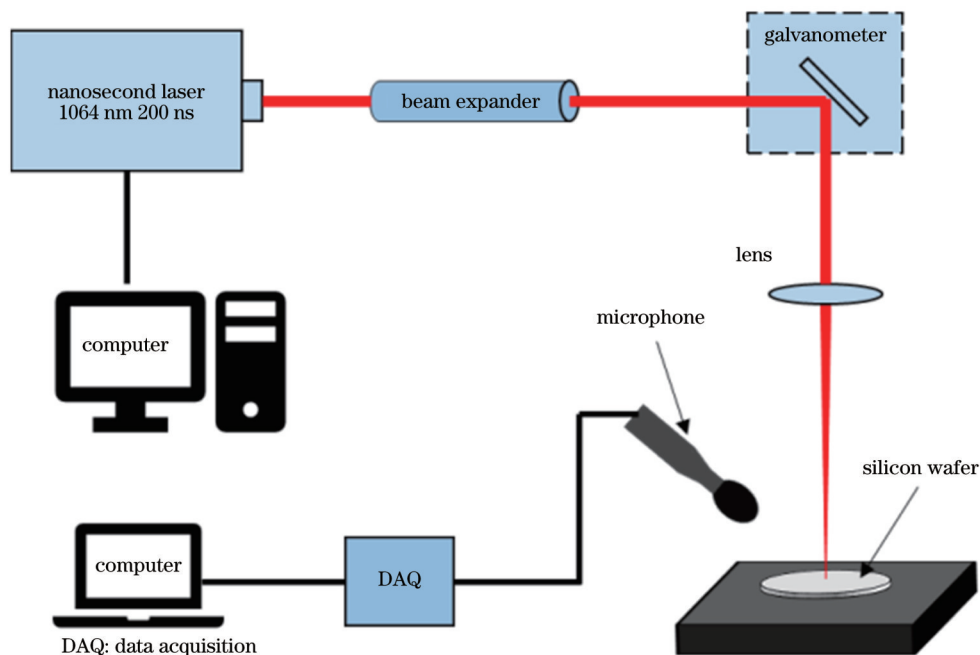 galvanometer
nanosecond laser
1064 nm 200 ns
beam expander
lens
microphone
computer
silicon wafer
computer
DAQ
DAQ: data acquisition